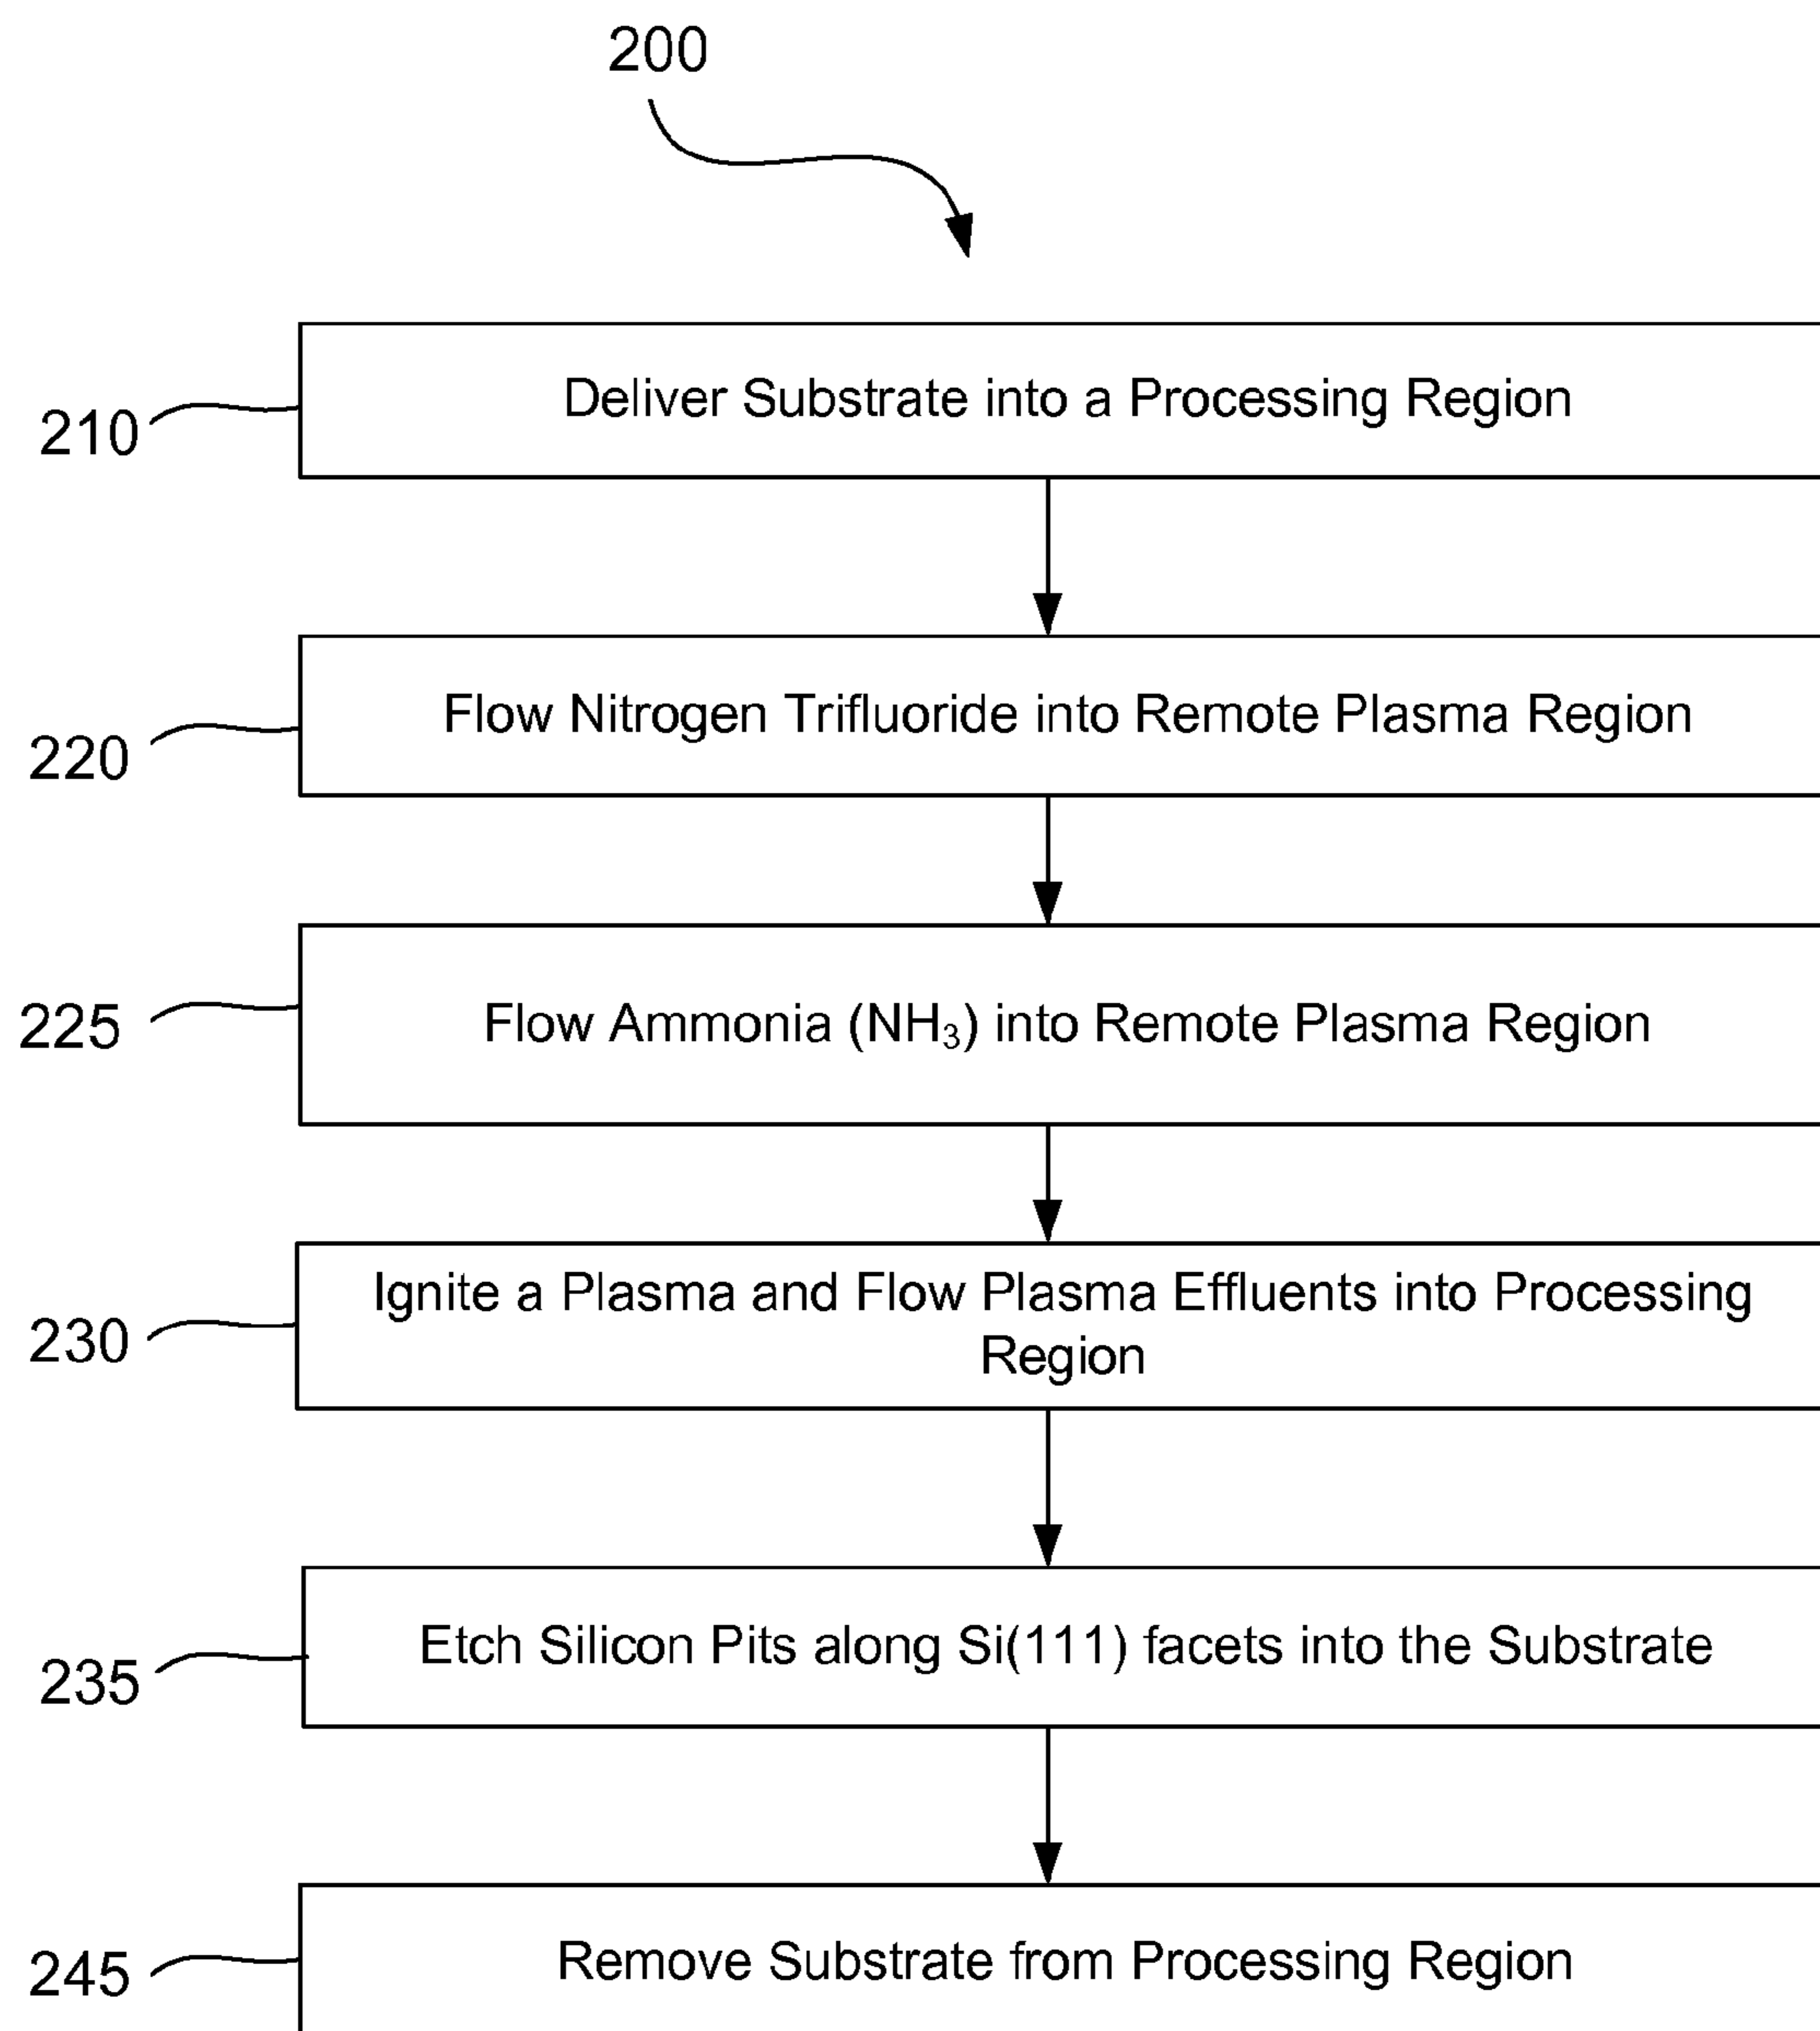 200
210
Deliver Substrate into a Processing Region
220
Flow Nitrogen Trifluoride into Remote Plasma Region
225
Flow Ammonia (NH₃) into Remote Plasma Region
230
Ignite a Plasma and Flow Plasma Effluents into Processing
Region
235
Etch Silicon Pits along Si(111) facets into the Substrate
245
Remove Substrate from Processing Region